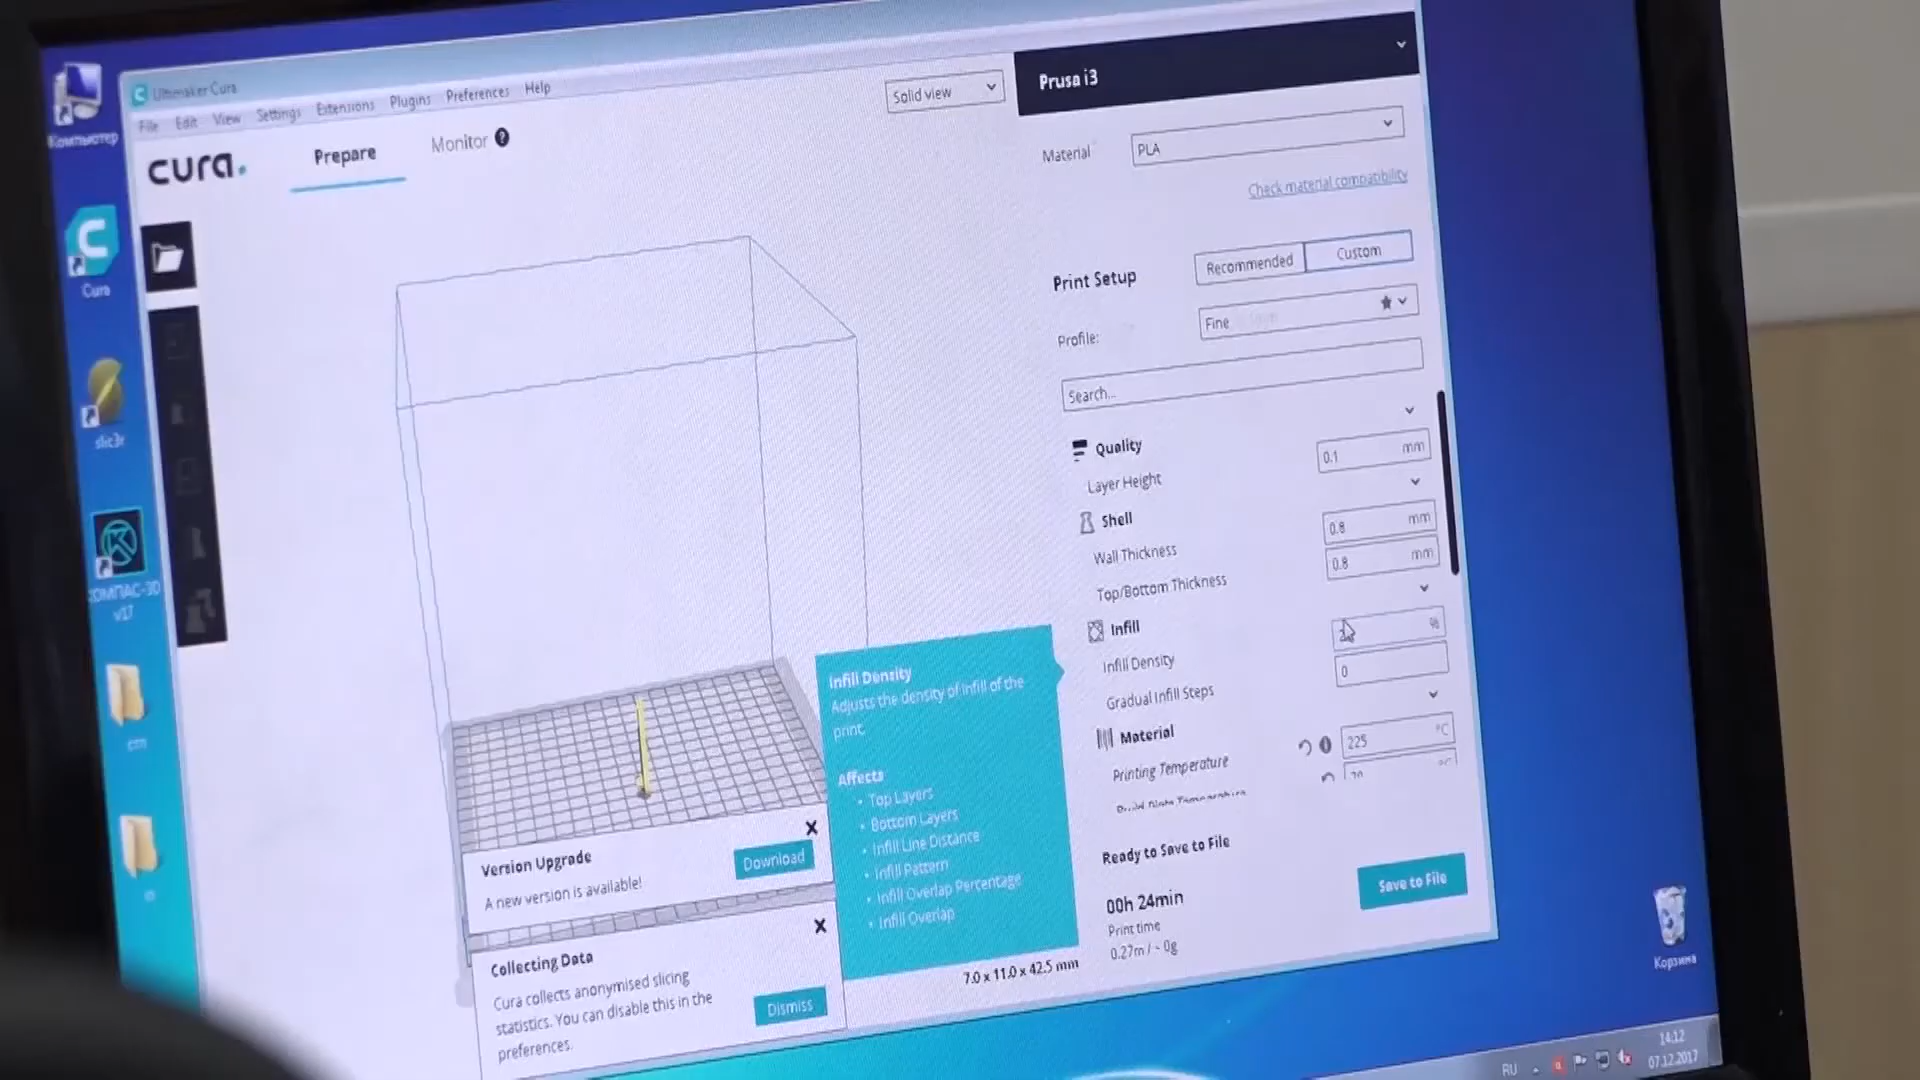 Компьютер
Cura
slic3r
КОМПАС-3D
v17
Ultimaker Cura
File Edit View Settings Extensions Plugins Preferences Help
cura.
Prepare
Monitor
Solid view
Prusa i3
Material
PLA
Check material compatibility
Print Setup
Recommended
Custom
Profile:
Fine
Search...
Quality
Layer Height
0.1 mm
Shell
Wall Thickness
0.8 mm
Top/Bottom Thickness
0.8 mm
Infill
Infill Density
%
Gradual Infill Steps
0
Material
Printing Temperature
225 °C
Infill Density
Adjusts the density of infill of the
print.
Affects
• Top Layers
• Bottom Layers
• Infill Line Distance
• Infill Pattern
• Infill Overlap Percentage
• Infill Overlap
Version Upgrade
A new version is available!
Download
Collecting Data
Cura collects anonymised slicing
statistics. You can disable this in the
preferences.
Dismiss
7.0 x 11.0 x 42.5 mm
Ready to Save to File
00h 24min
Print time
0.27m / ~ 0g
Save to File
Корзина
RU
14:12
07.12.2017